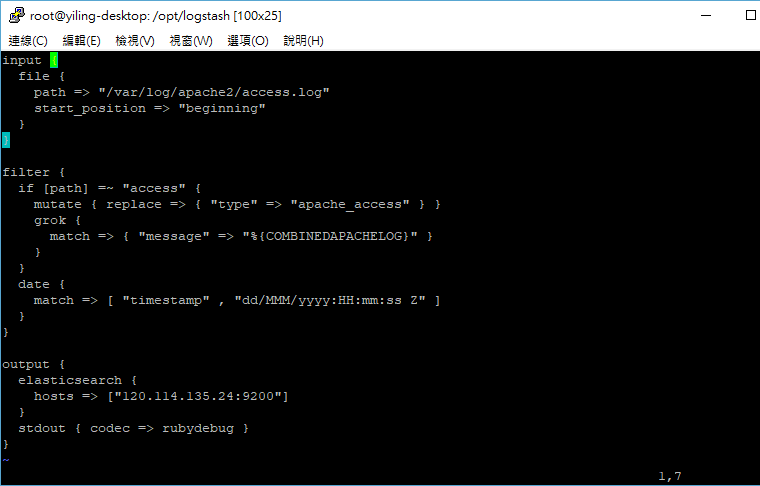 root@yiling-desktop: /opt/logstash [100x25]
連線(C) 編輯(E) 檢視(V) 視窗(W) 選項(O) 說明(H)
input {
  file {
    path => "/var/log/apache2/access.log"
    start_position => "beginning"
  }
}

filter {
  if [path] =~ "access" {
    mutate { replace => { "type" => "apache_access" } }
    grok {
      match => { "message" => "%{COMBINEDAPACHELOG}" }
    }
  }
  date {
    match => [ "timestamp" , "dd/MMM/yyyy:HH:mm:ss Z" ]
  }
}

output {
  elasticsearch {
    hosts => ["120.114.135.24:9200"]
  }
  stdout { codec => rubydebug }
}
~
1,7